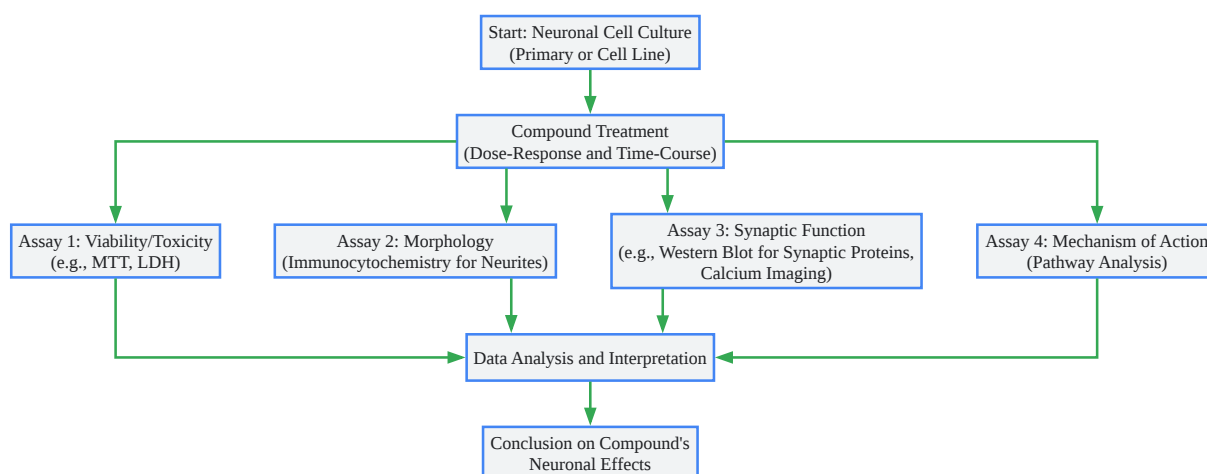 Start: Neuronal Cell Culture
(Primary or Cell Line)
Compound Treatment
(Dose-Response and Time-Course)
Assay 1: Viability/Toxicity
(e.g., MTT, LDH)
Assay 2: Morphology
(Immunocytochemistry for Neurites)
Assay 3: Synaptic Function
(e.g., Western Blot for Synaptic Proteins,
Calcium Imaging)
Assay 4: Mechanism of Action
(Pathway Analysis)
Data Analysis and Interpretation
Conclusion on Compound's
Neuronal Effects